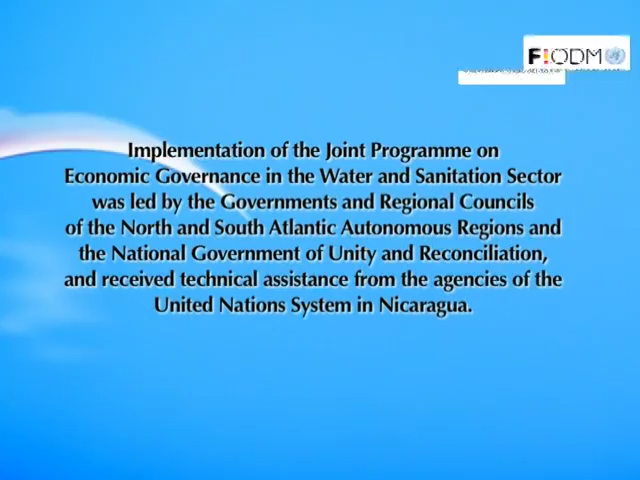 F!ODM
Implementation of the Joint Programme on
Economic Governance in the Water and Sanitation Sector
was led by the Governments and Regional Councils
of the North and South Atlantic Autonomous Regions and
the National Government of Unity and Reconciliation,
and received technical assistance from the agencies of the
United Nations System in Nicaragua.